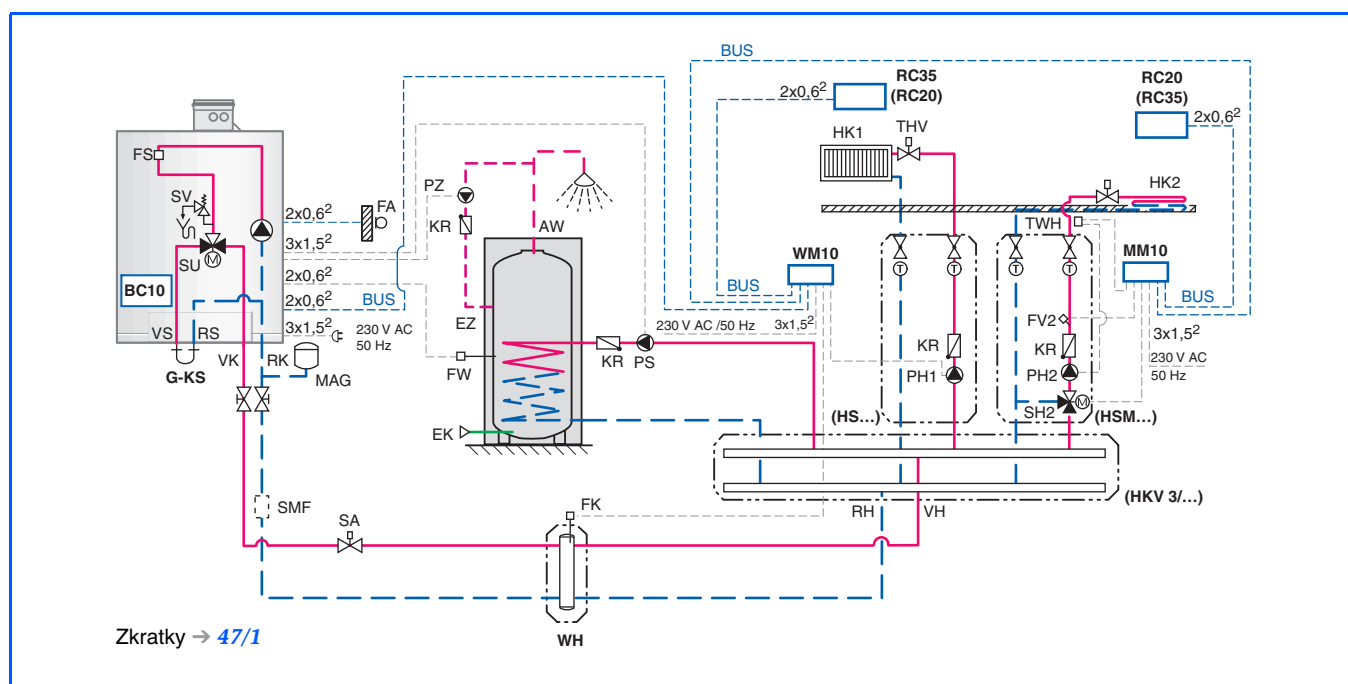 BUS
RC35
(RC20)
2x0,6²
RC20
(RC35)
2x0,6²
HK1
THV
FS
SV
SU
M
BC10
2x0,6²
FA
3x1,5²
2x0,6²
2x0,6²
BUS
3x1,5²
230 V AC
50 Hz
PZ
KR
AW
EZ
FW
EK
KR
PS
HK2
TWH
WM10
MM10
BUS
T
T
T
T
230 V AC /50 Hz
3x1,5²
FV2
3x1,5²
KR
KR
230 V AC
50 Hz
PH1
PH2
M
SH2
(HS...)
(HSM...)
VS
RS
VK
RK
G-KS
MAG
SMF
SA
FK
RH
VH
(HKV 3/...)
WH
Zkratky → 47/1